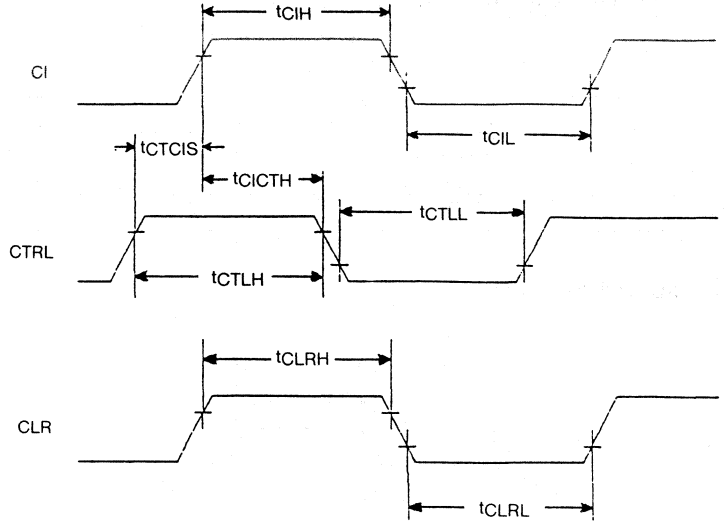 tCIH
CI
tCIL
tCTCIS
tCICTH
tCTLL
CTRL
tCTLH
tCLRH
CLR
tCLRL